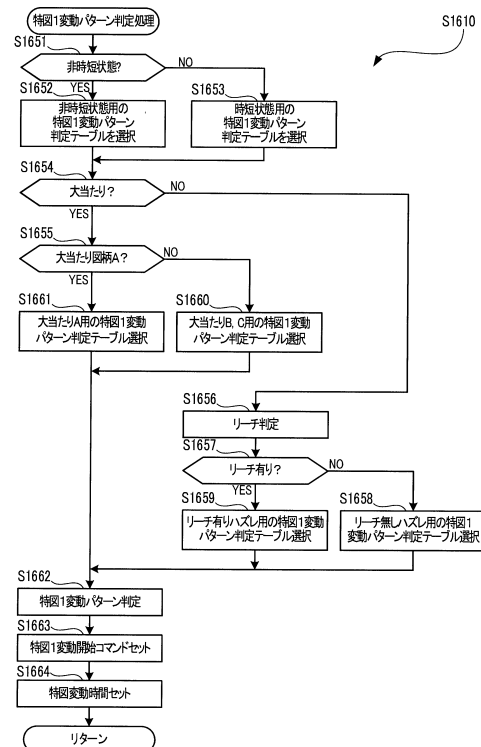 特図1変動パターン判定処理
S1610
S1651
非時短状態?
NO
YES
S1652
非時短状態用の
特図1変動パターン
判定テーブルを選択
S1653
時短状態用の
特図1変動パターン
判定テーブルを選択
S1654
大当たり?
NO
YES
S1655
大当たり図柄A?
NO
YES
S1661
大当たりA用の特図1変動
パターン判定テーブル選択
S1660
大当たりB, C用の特図1変動
パターン判定テーブル選択
S1656
リーチ判定
S1657
リーチ有り?
NO
YES
S1659
リーチ有りハズレ用の特図1変動
パターン判定テーブル選択
S1658
リーチ無しハズレ用の特図1
変動パターン判定テーブル選択
S1662
特図1変動パターン判定
S1663
特図1変動開始コマンドセット
S1664
特図変動時間セット
リターン